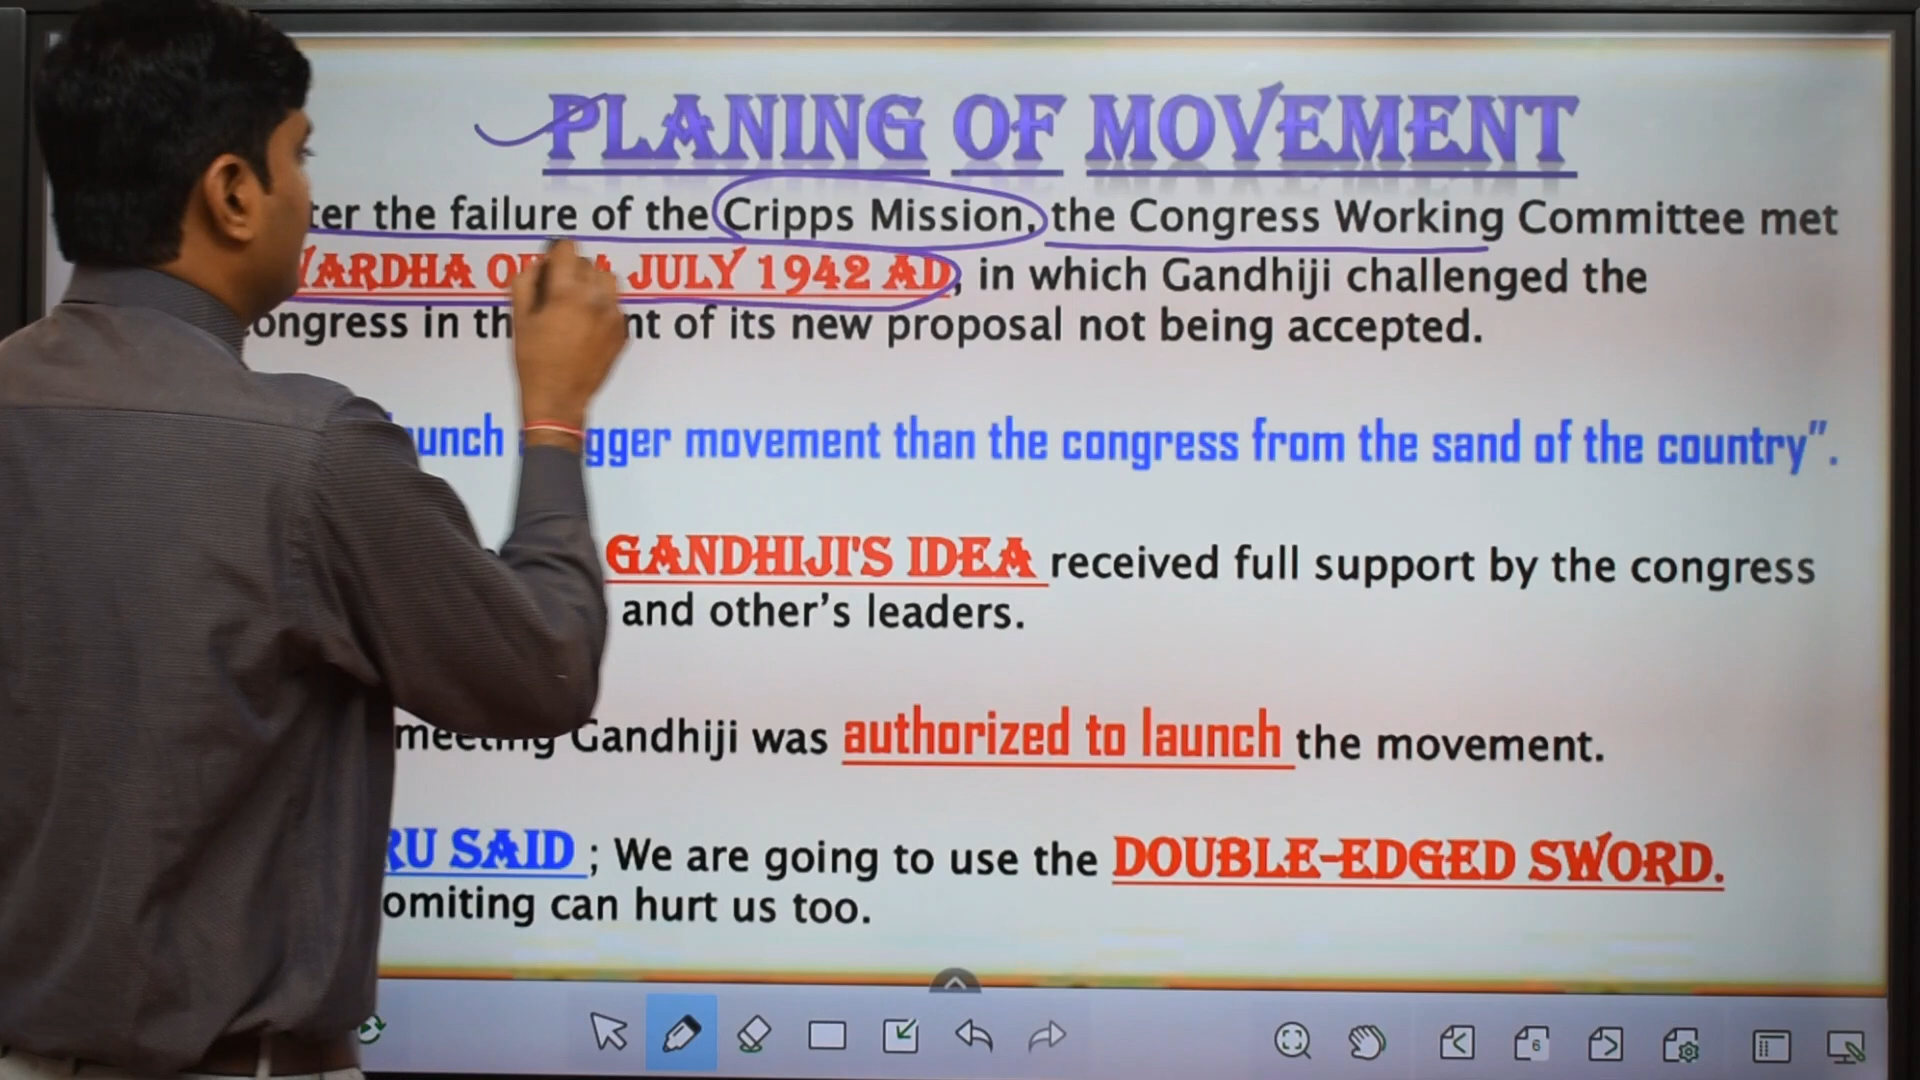 PLANING OF MOVEMENT
ter the failure of the Cripps Mission, the Congress Working Committee met
JULY 1942 AD, in which Gandhiji challenged the
ongress in of its new proposal not being accepted.
unch gger movement than the congress from the sand of the country".
GANDHIJI'S IDEA received full support by the congress
and other's leaders.
meeting Gandhiji was authorized to launch the movement.
RU SAID ; We are going to use the DOUBLE-EDGED SWORD.
omiting can hurt us too.
6